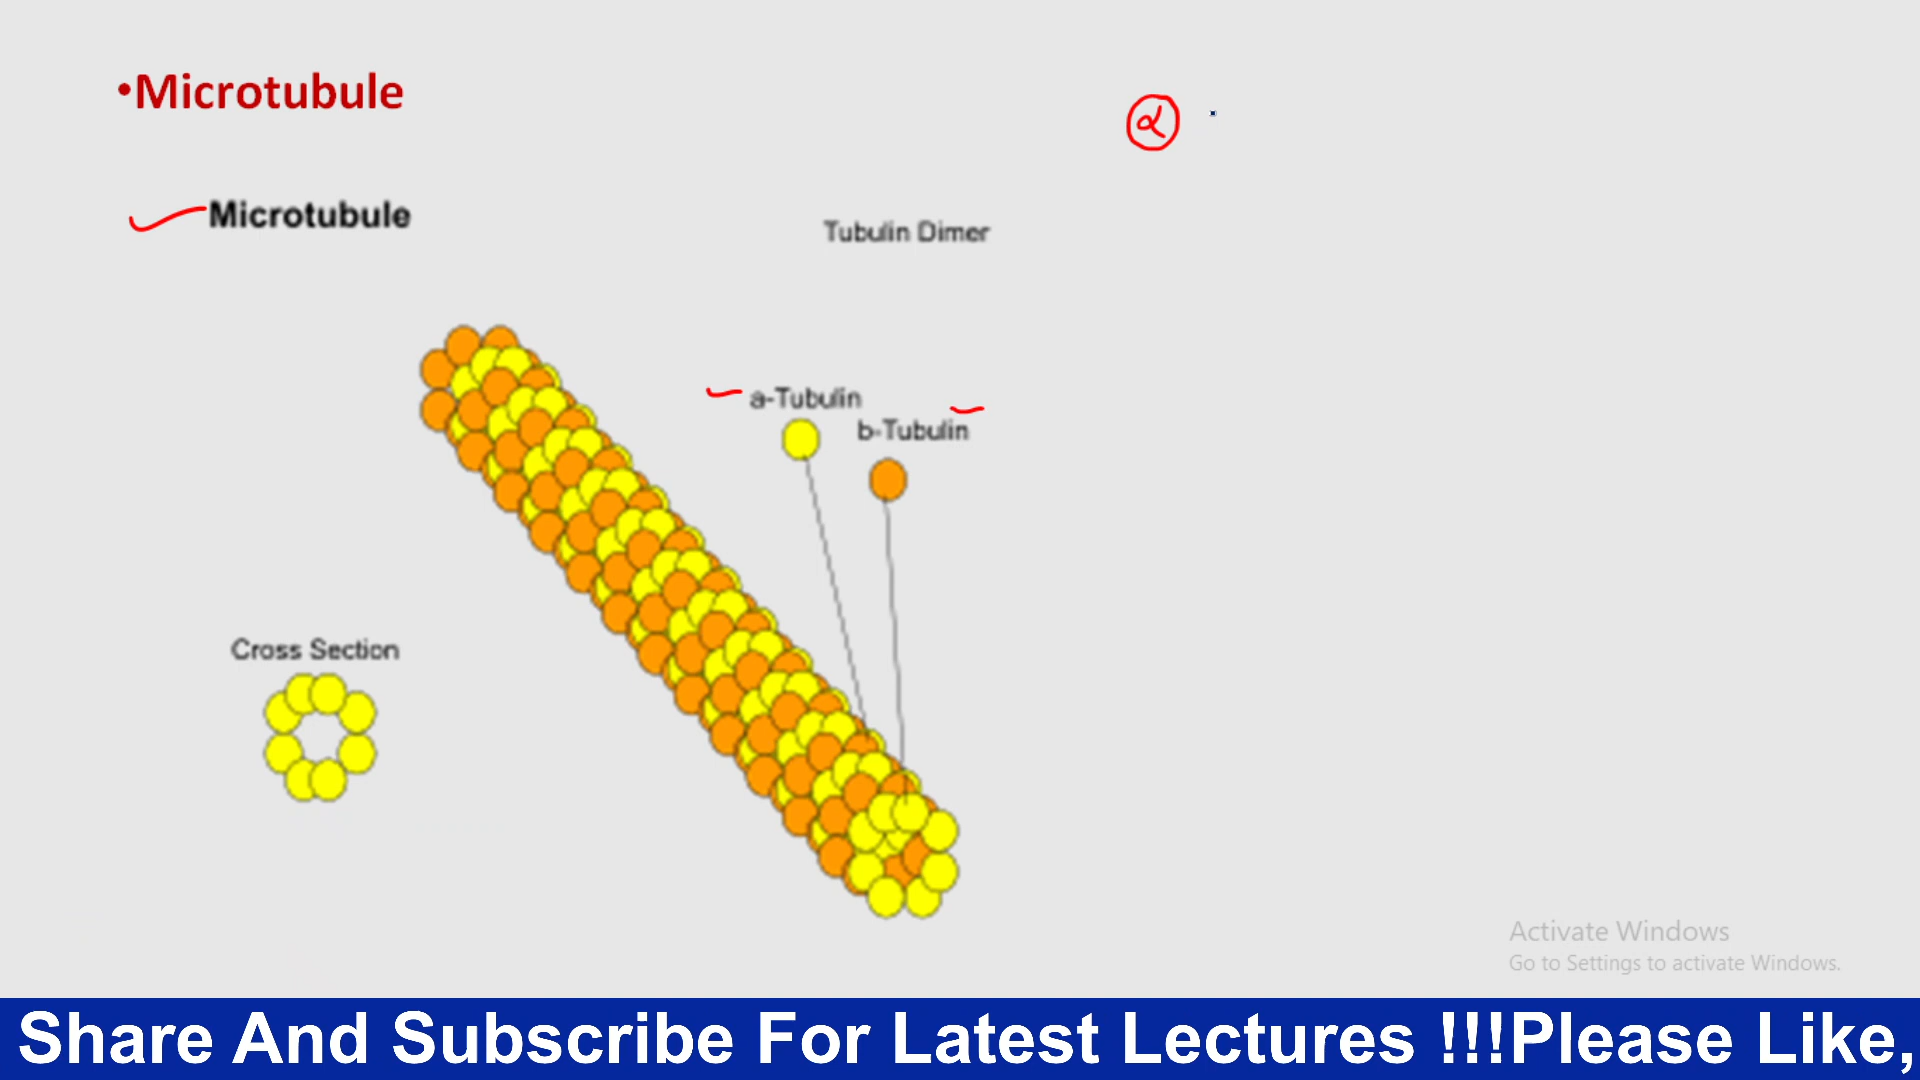 •Microtubule
α
Microtubule
Tubulin Dimer
a-Tubulin
b-Tubulin
Cross Section
Activate Windows
Go to Settings to activate Windows.
Share And Subscribe For Latest Lectures !!!Please Like,